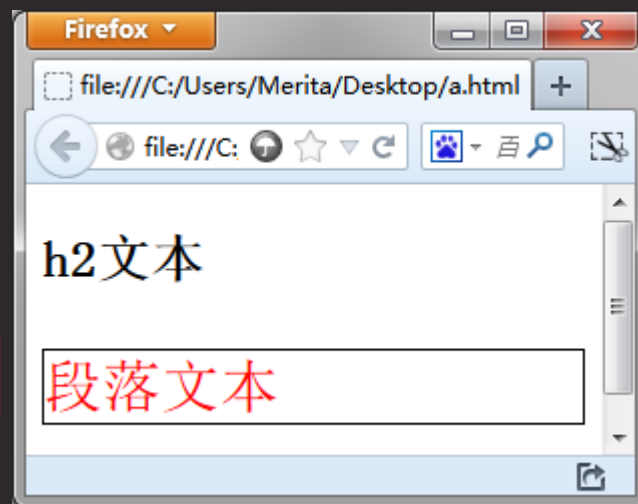 Firefox
file:///C:/Users/Merita/Desktop/a.html
file:///C:
百
h2文本
段落文本